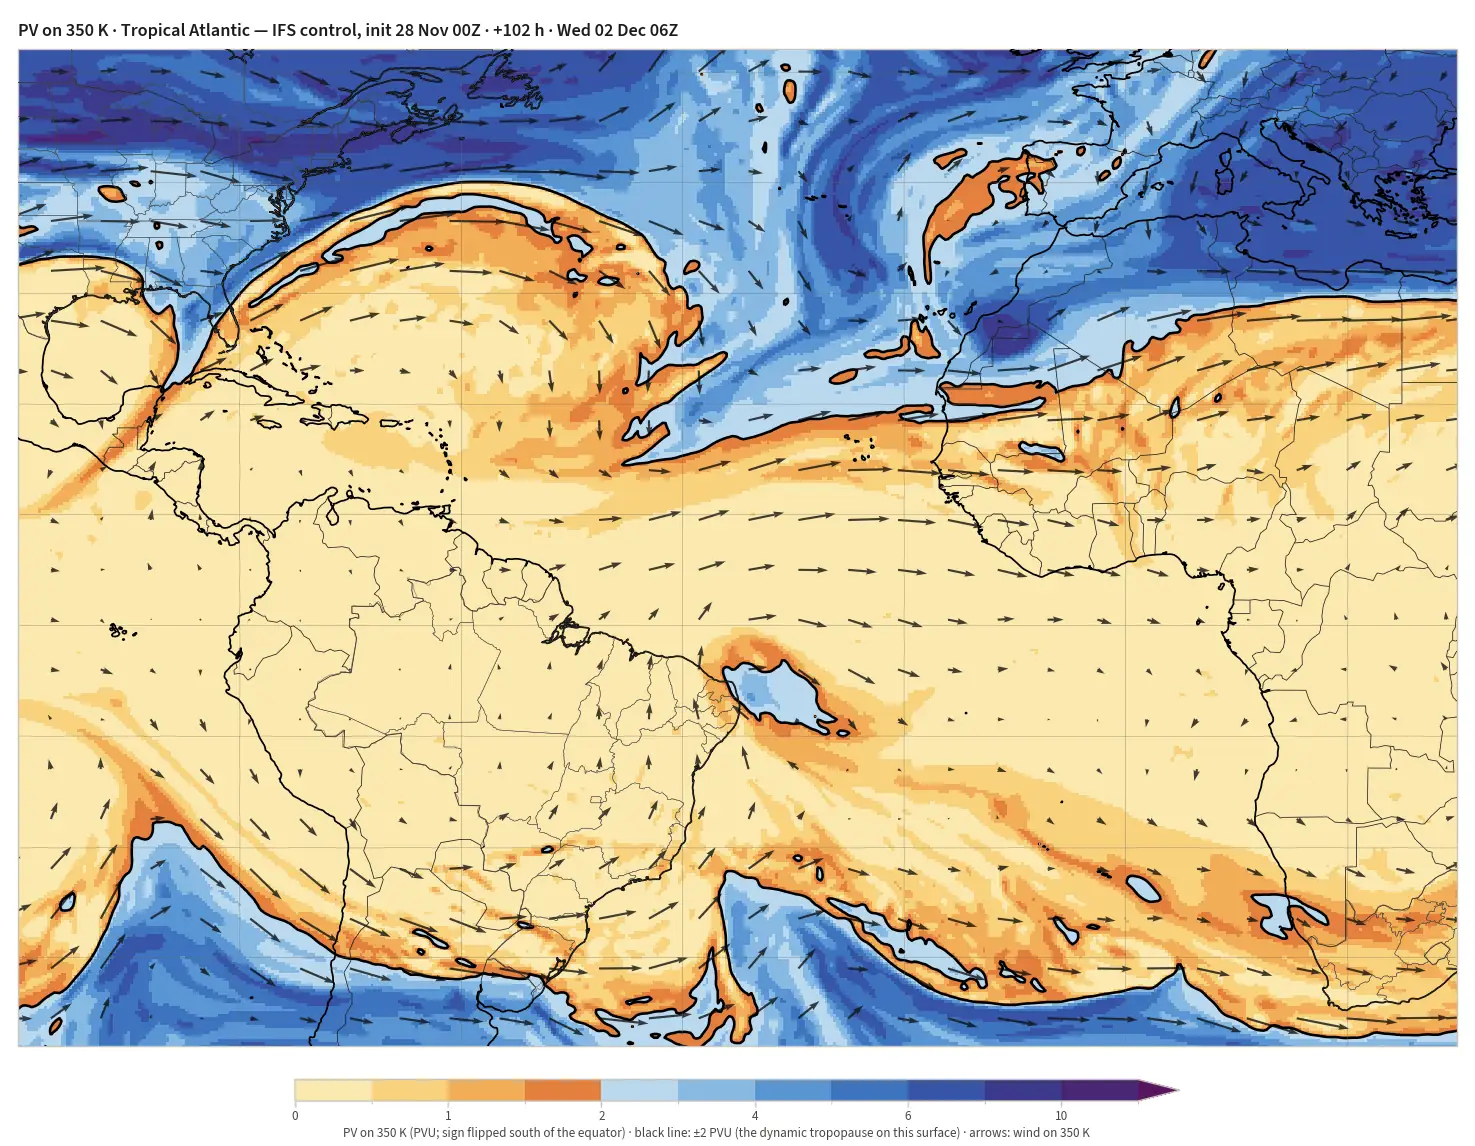 PV on 350 K · Tropical Atlantic — IFS control, init 28 Nov 00Z · +102 h · Wed 02 Dec 06Z
0 1 2 4 6 10
PV on 350 K (PVU; sign flipped south of the equator) · black line: ±2 PVU (the dynamic tropopause on this surface) · arrows: wind on 350 K